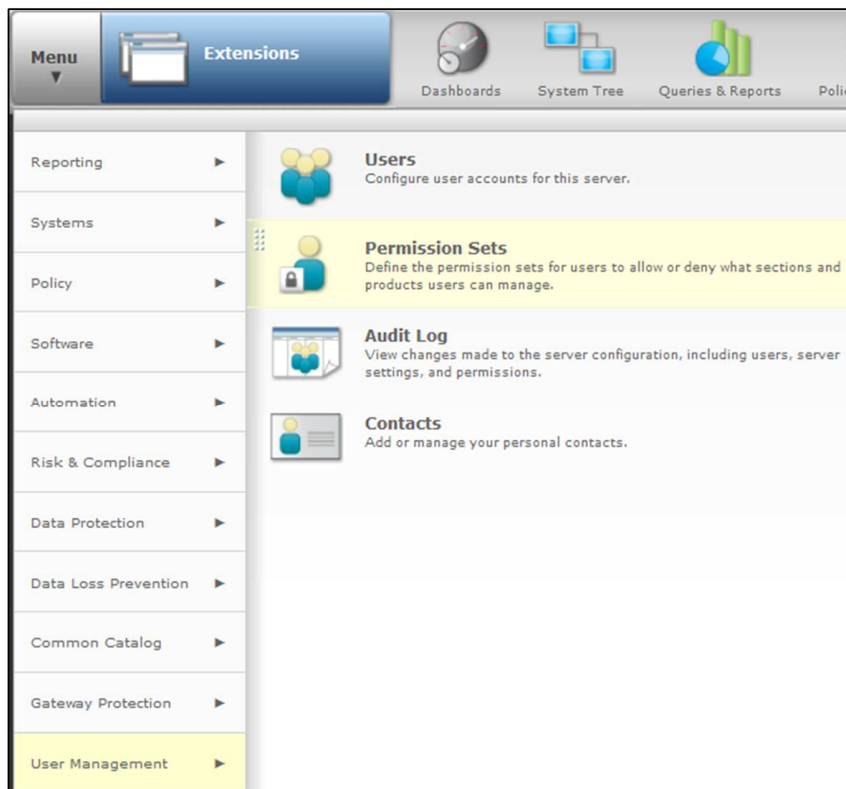 Menu
Extensions
Dashboards
System Tree
Queries & Reports
Reporting
Systems
Policy
Software
Automation
Risk & Compliance
Data Protection
Data Loss Prevention
Common Catalog
Gateway Protection
User Management
Users
Configure user accounts for this server.
Permission Sets
Define the permission sets for users to allow or deny what sections and
products users can manage.
Audit Log
View changes made to the server configuration, including users, server
settings, and permissions.
Contacts
Add or manage your personal contacts.